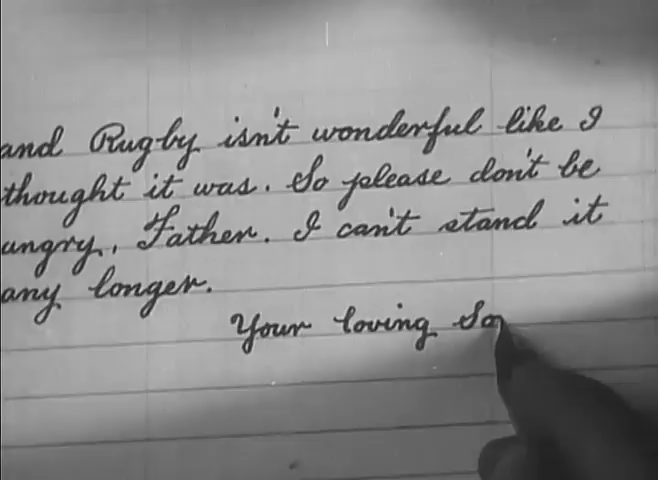 and Rugby isn't wonderful like I
thought it was. So please don't be
angry, Father. I can't stand it
any longer.
Your loving So